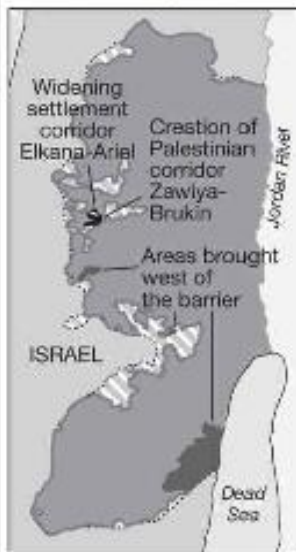 Widening
settlement
corridor
Elkana-Ariel
Crestion of
Palestinian
corridor
Zawiya-
Brukin
Jordan River
Areas brought
west of
the barrier
ISRAEL
Dead
Sea